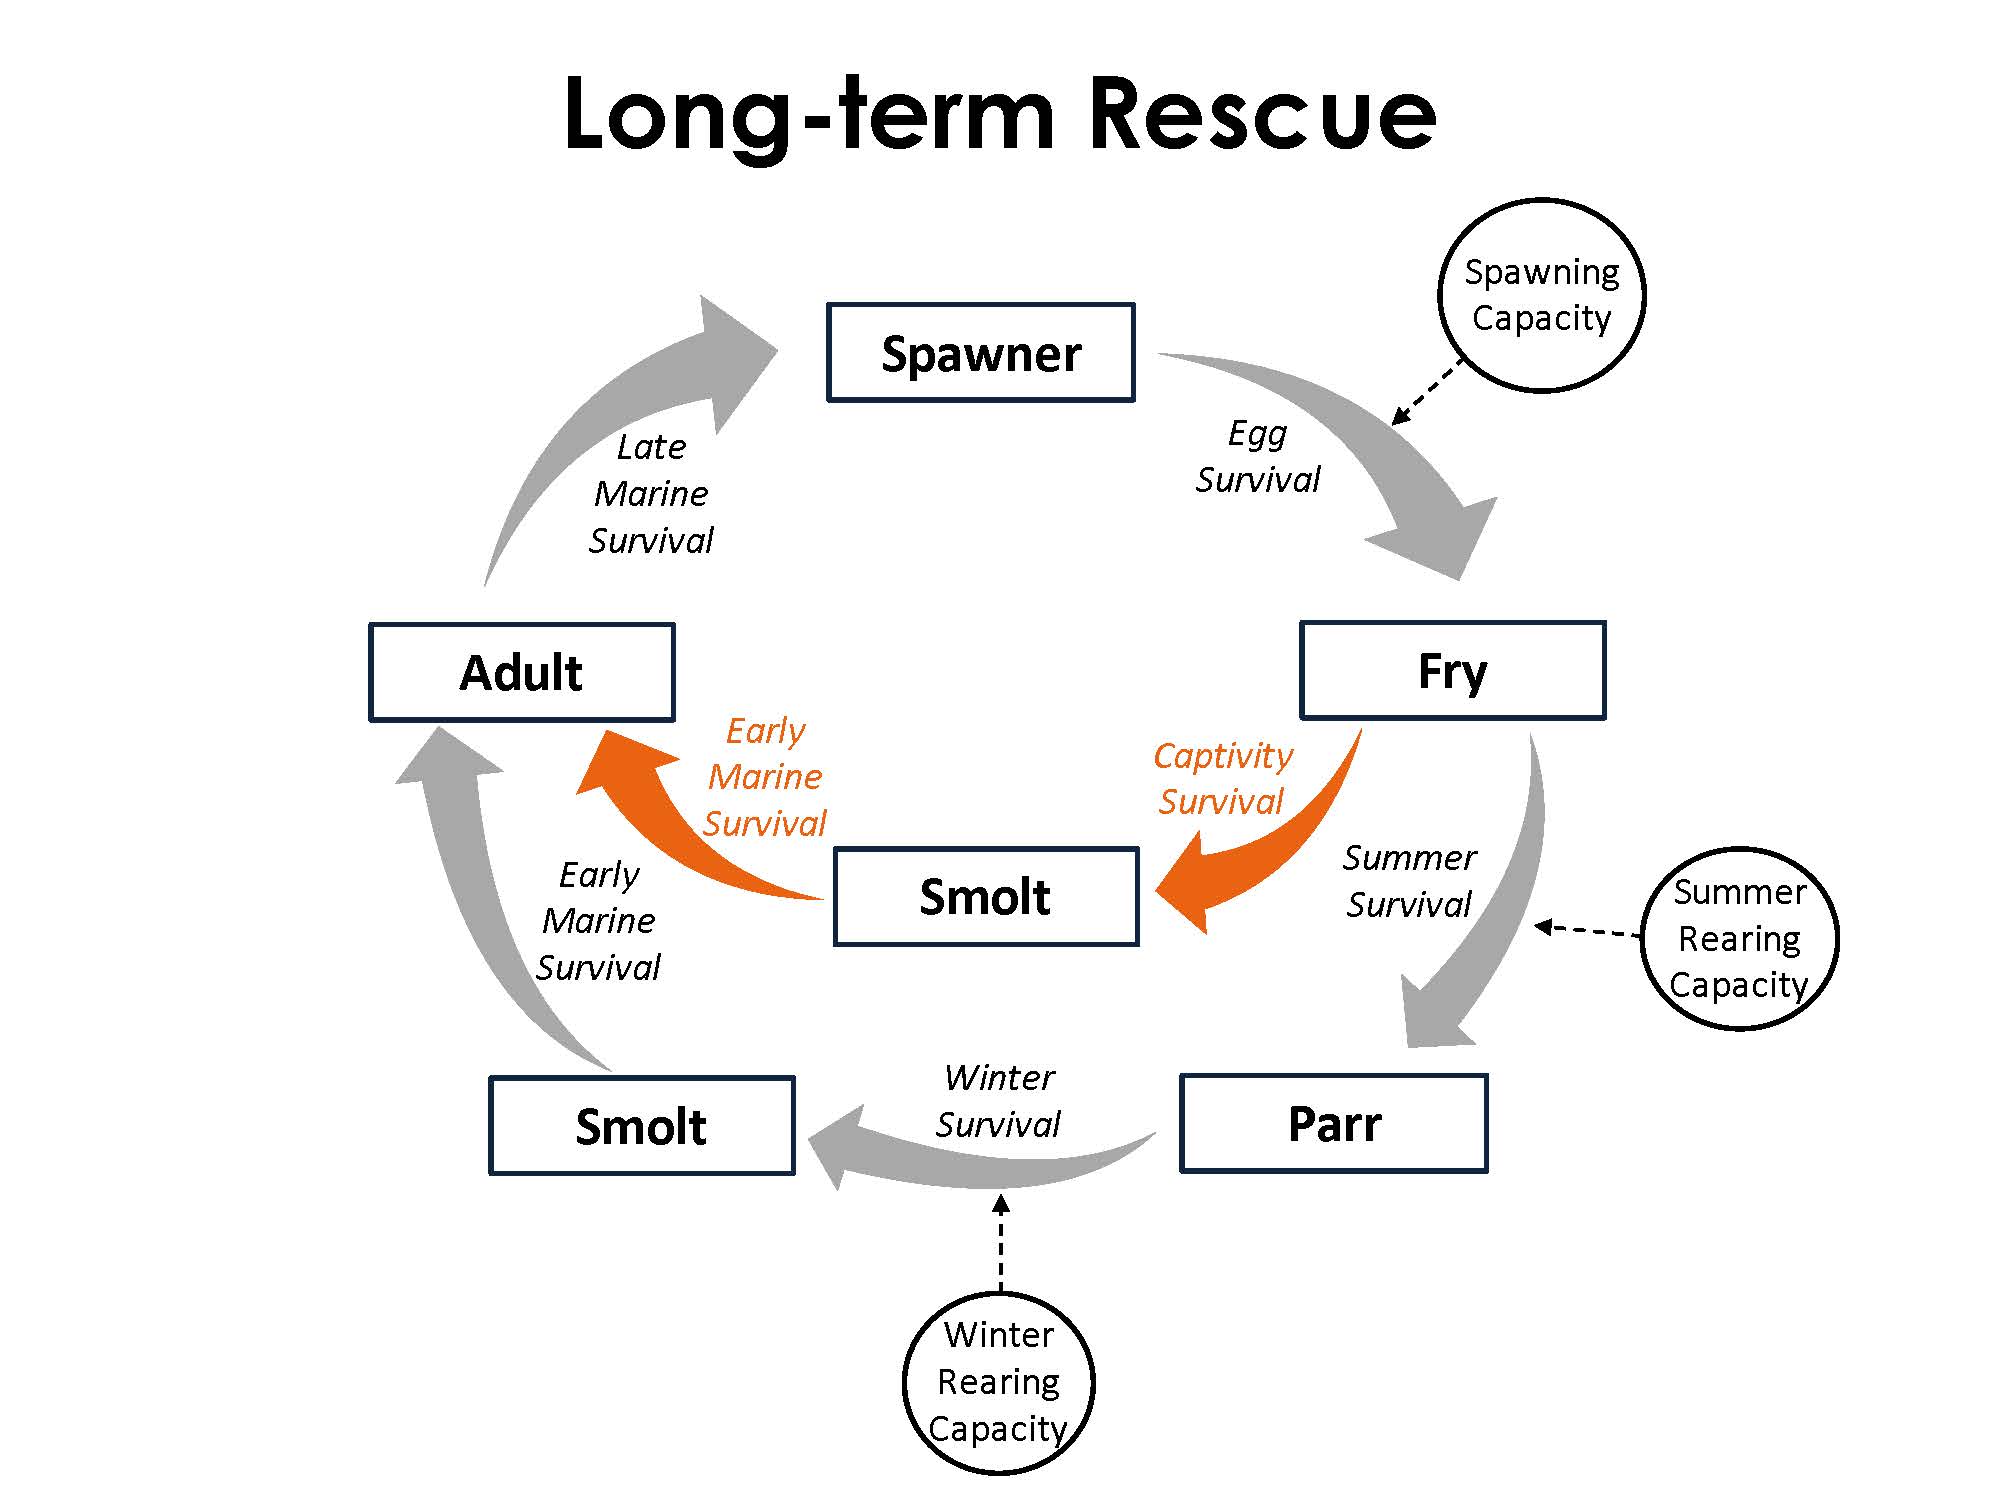 Long-term Rescue
Spawning
Capacity
Spawner
Egg
Survival
Late
Marine
Survival
Adult
Fry
Early
Marine
Survival
Captivity
Survival
Smolt
Summer
Survival
Summer
Rearing
Capacity
Early
Marine
Survival
Smolt
Winter
Survival
Parr
Winter
Rearing
Capacity